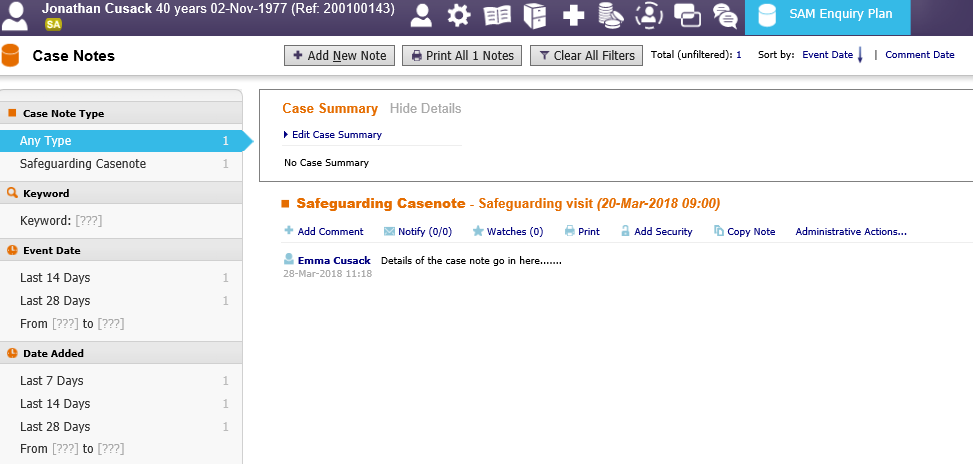 Jonathan Cusack 40 years 02-Nov-1977 (Ref: 200100143)
SA
SAM Enquiry Plan
Case Notes
Add New Note
Print All 1 Notes
Clear All Filters
Total (unfiltered): 1
Sort by: Event Date | Comment Date
Case Note Type
Any Type 1
Safeguarding Casenote 1
Keyword
Keyword: [???]
Event Date
Last 14 Days 1
Last 28 Days 1
From [???] to [???]
Date Added
Last 7 Days 1
Last 14 Days 1
Last 28 Days 1
From [???] to [???]
Case Summary Hide Details
Edit Case Summary
No Case Summary
Safeguarding Casenote - Safeguarding visit (20-Mar-2018 09:00)
Add Comment Notify (0/0) Watches (0) Print Add Security Copy Note Administrative Actions...
Emma Cusack Details of the case note go in here.......
28-Mar-2018 11:18